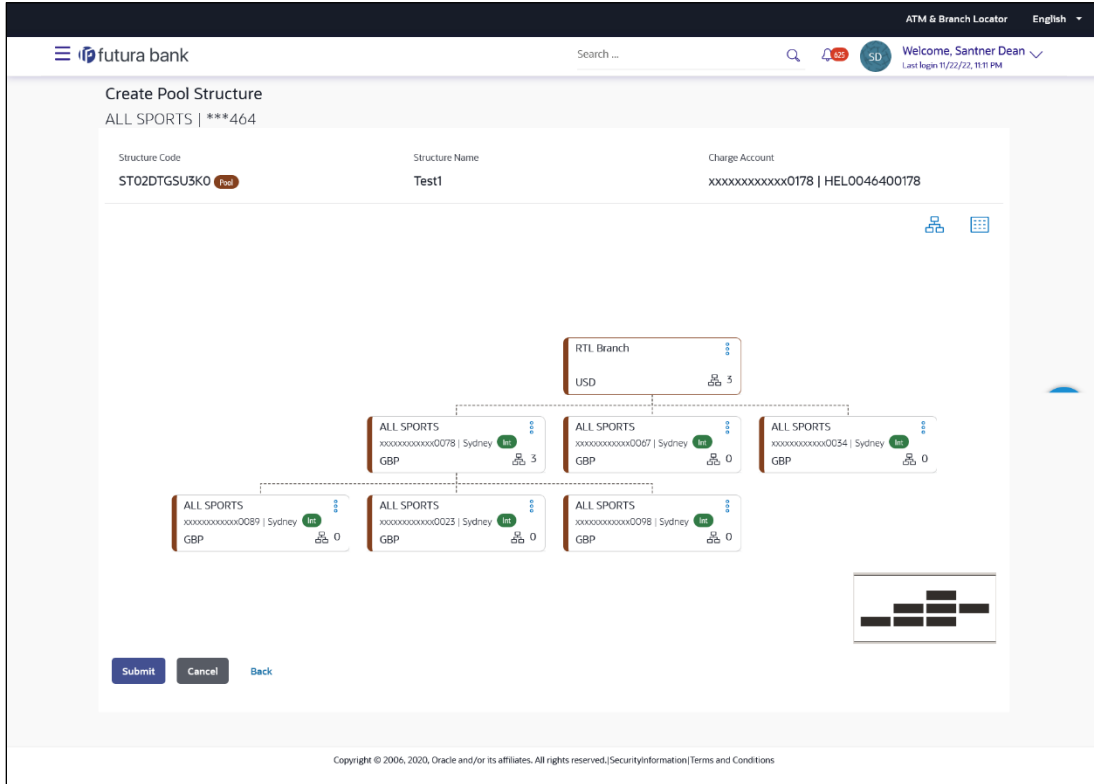 ATM & Branch Locator English
futura bank Search ... 625 SD Welcome, Santner Dean
Last login 11/22/22, 11:11 PM
Create Pool Structure
ALL SPORTS | ***464
Structure Code Structure Name Charge Account
ST02DTGSU3K0 Pool Test1 xxxxxxxxxxxx0178 | HEL0046400178
RTL Branch
USD 3
ALL SPORTS ALL SPORTS ALL SPORTS
xxxxxxxxxxxx0078 | Sydney Int xxxxxxxxxxxx0067 | Sydney Int xxxxxxxxxxxx0034 | Sydney Int
GBP 3 GBP 0 GBP 0
ALL SPORTS ALL SPORTS ALL SPORTS
xxxxxxxxxxxx0089 | Sydney Int xxxxxxxxxxxx0023 | Sydney Int xxxxxxxxxxxx0098 | Sydney Int
GBP 0 GBP 0 GBP 0
Submit Cancel Back
Copyright © 2006, 2020, Oracle and/or its affiliates. All rights reserved.|SecurityInformation|Terms and Conditions